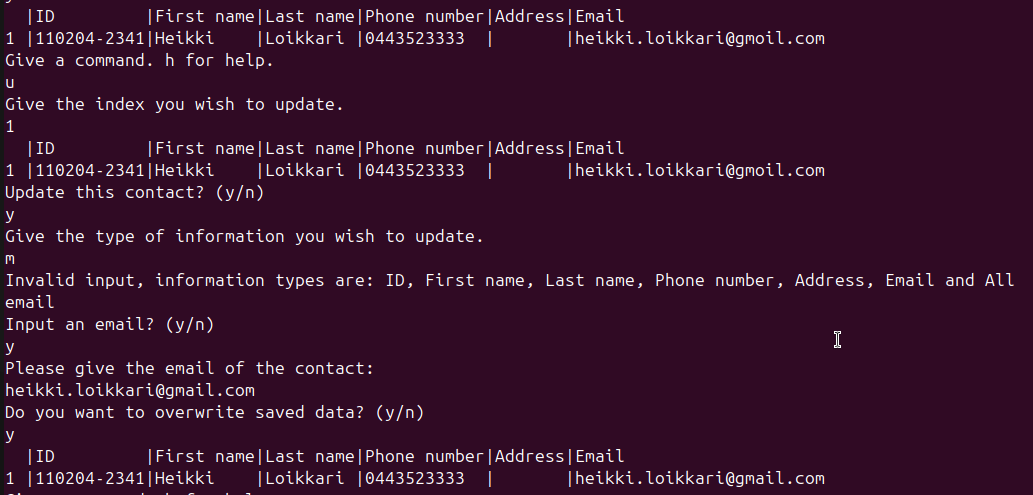 |ID         |First name|Last name|Phone number|Address|Email
1 |110204-2341|Heikki    |Loikkari |0443523333  |       |heikki.loikkari@gmoil.com
Give a command. h for help.
u
Give the index you wish to update.
1
|ID         |First name|Last name|Phone number|Address|Email
1 |110204-2341|Heikki    |Loikkari |0443523333  |       |heikki.loikkari@gmoil.com
Update this contact? (y/n)
y
Give the type of information you wish to update.
m
Invalid input, information types are: ID, First name, Last name, Phone number, Address, Email and All
email
Input an email? (y/n)
y
Please give the email of the contact:
heikki.loikkari@gmail.com
Do you want to overwrite saved data? (y/n)
y
|ID         |First name|Last name|Phone number|Address|Email
1 |110204-2341|Heikki    |Loikkari |0443523333  |       |heikki.loikkari@gmail.com